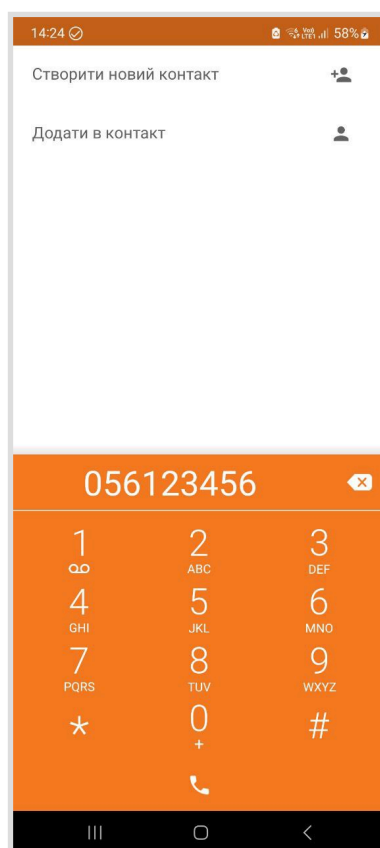 14:24 58%
Створити новий контакт
Додати в контакт
056123456
1 2 3
ABC DEF
4 5 6
GHI JKL MNO
7 8 9
PQRS TUV WXYZ
* 0 #
+